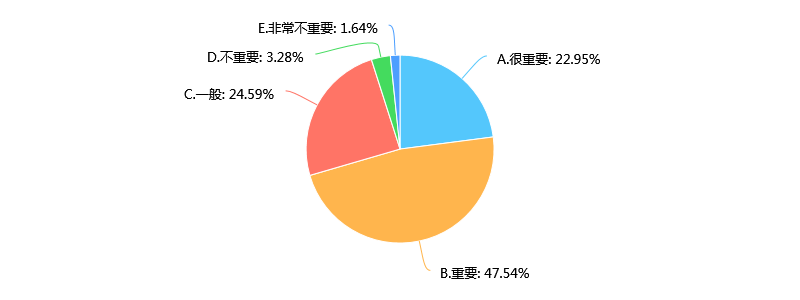 E.非常不重要: 1.64%
D.不重要: 3.28%
A.很重要: 22.95%
C.一般: 24.59%
B.重要: 47.54%